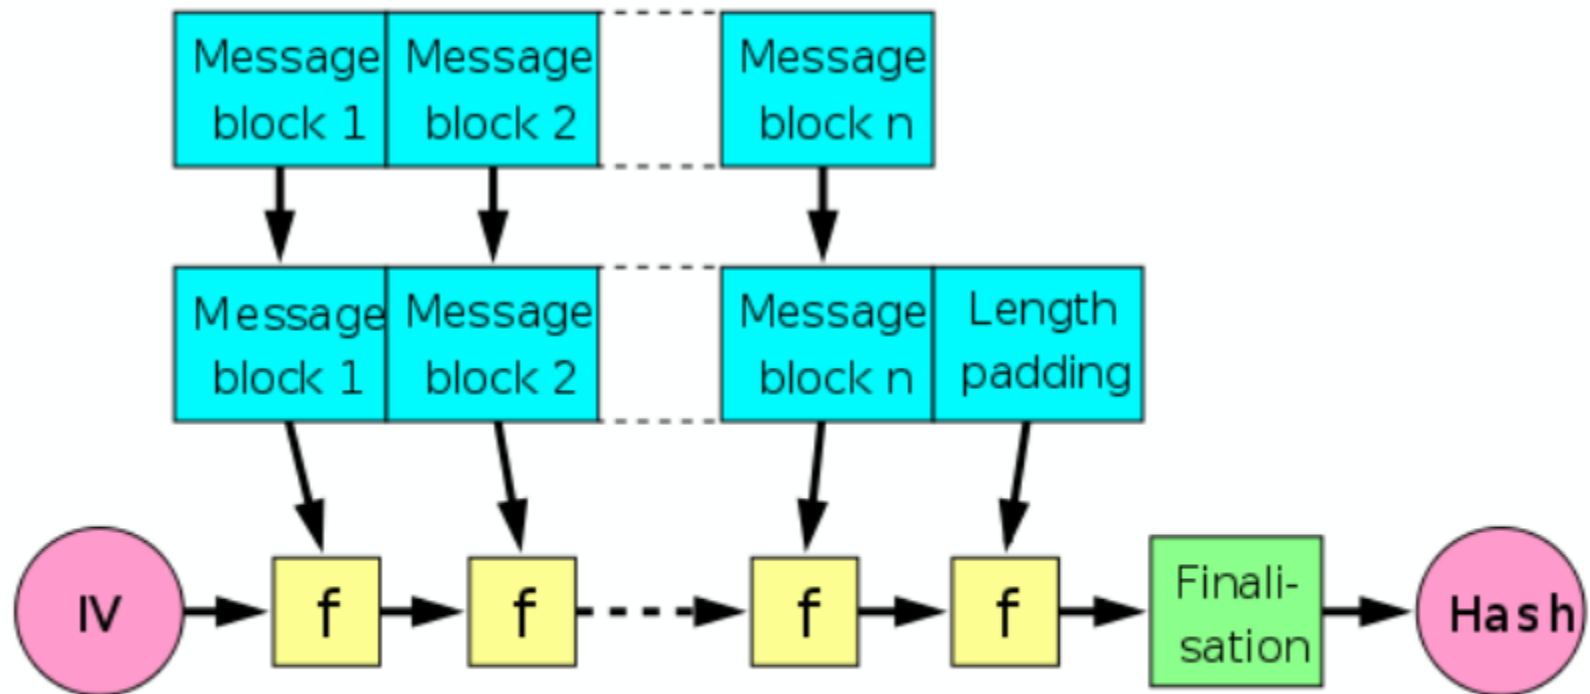 Message
block 1
Message
block 2
Message
block n
Message
block 1
Message
block 2
Message
block n
Length
padding
IV
f
f
f
f
Finali-
sation
Hash